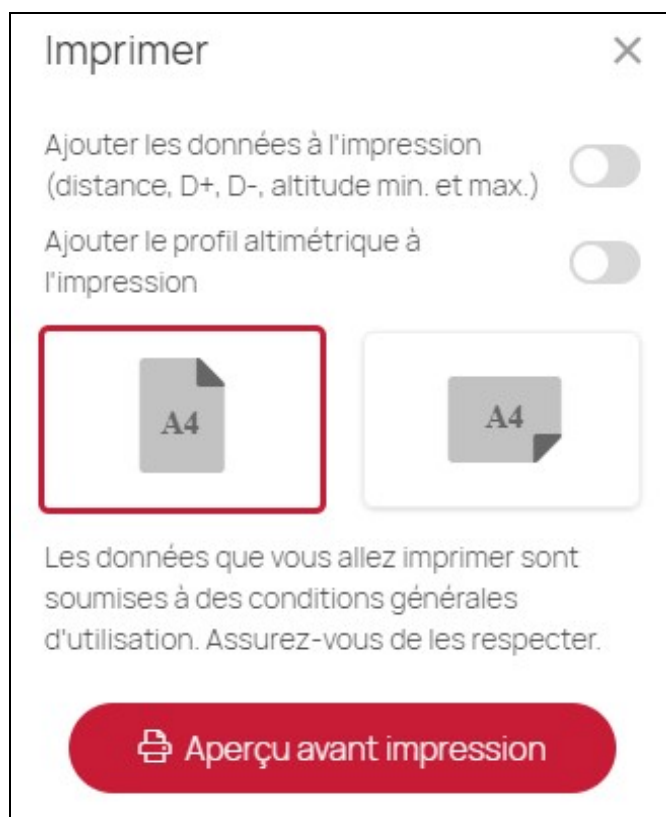 Imprimer
Ajouter les données à l'impression
(distance, D+, D-, altitude min. et max.)
Ajouter le profil altimétrique à
l'impression
A4
A4
Les données que vous allez imprimer sont
soumises à des conditions générales
d'utilisation. Assurez-vous de les respecter.
Aperçu avant impression